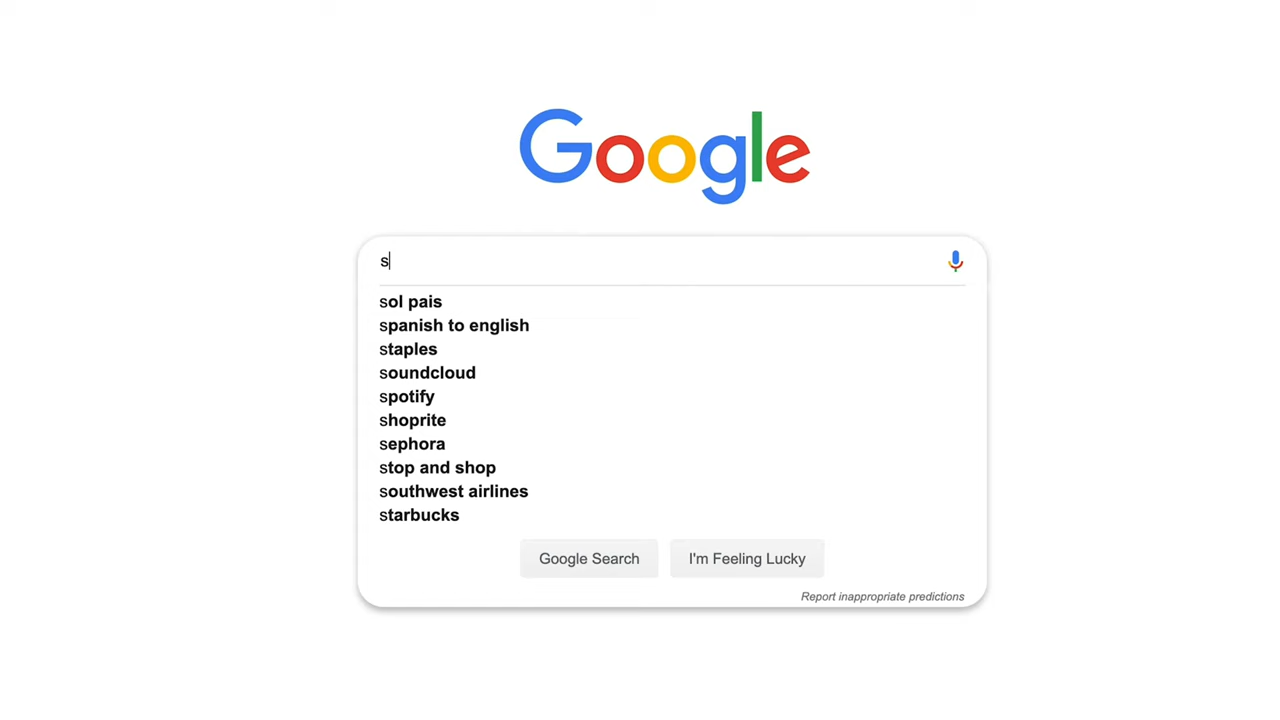 Google
s
sol pais
spanish to english
staples
soundcloud
spotify
shoprite
sephora
stop and shop
southwest airlines
starbucks
Google Search
I'm Feeling Lucky
Report inappropriate predictions